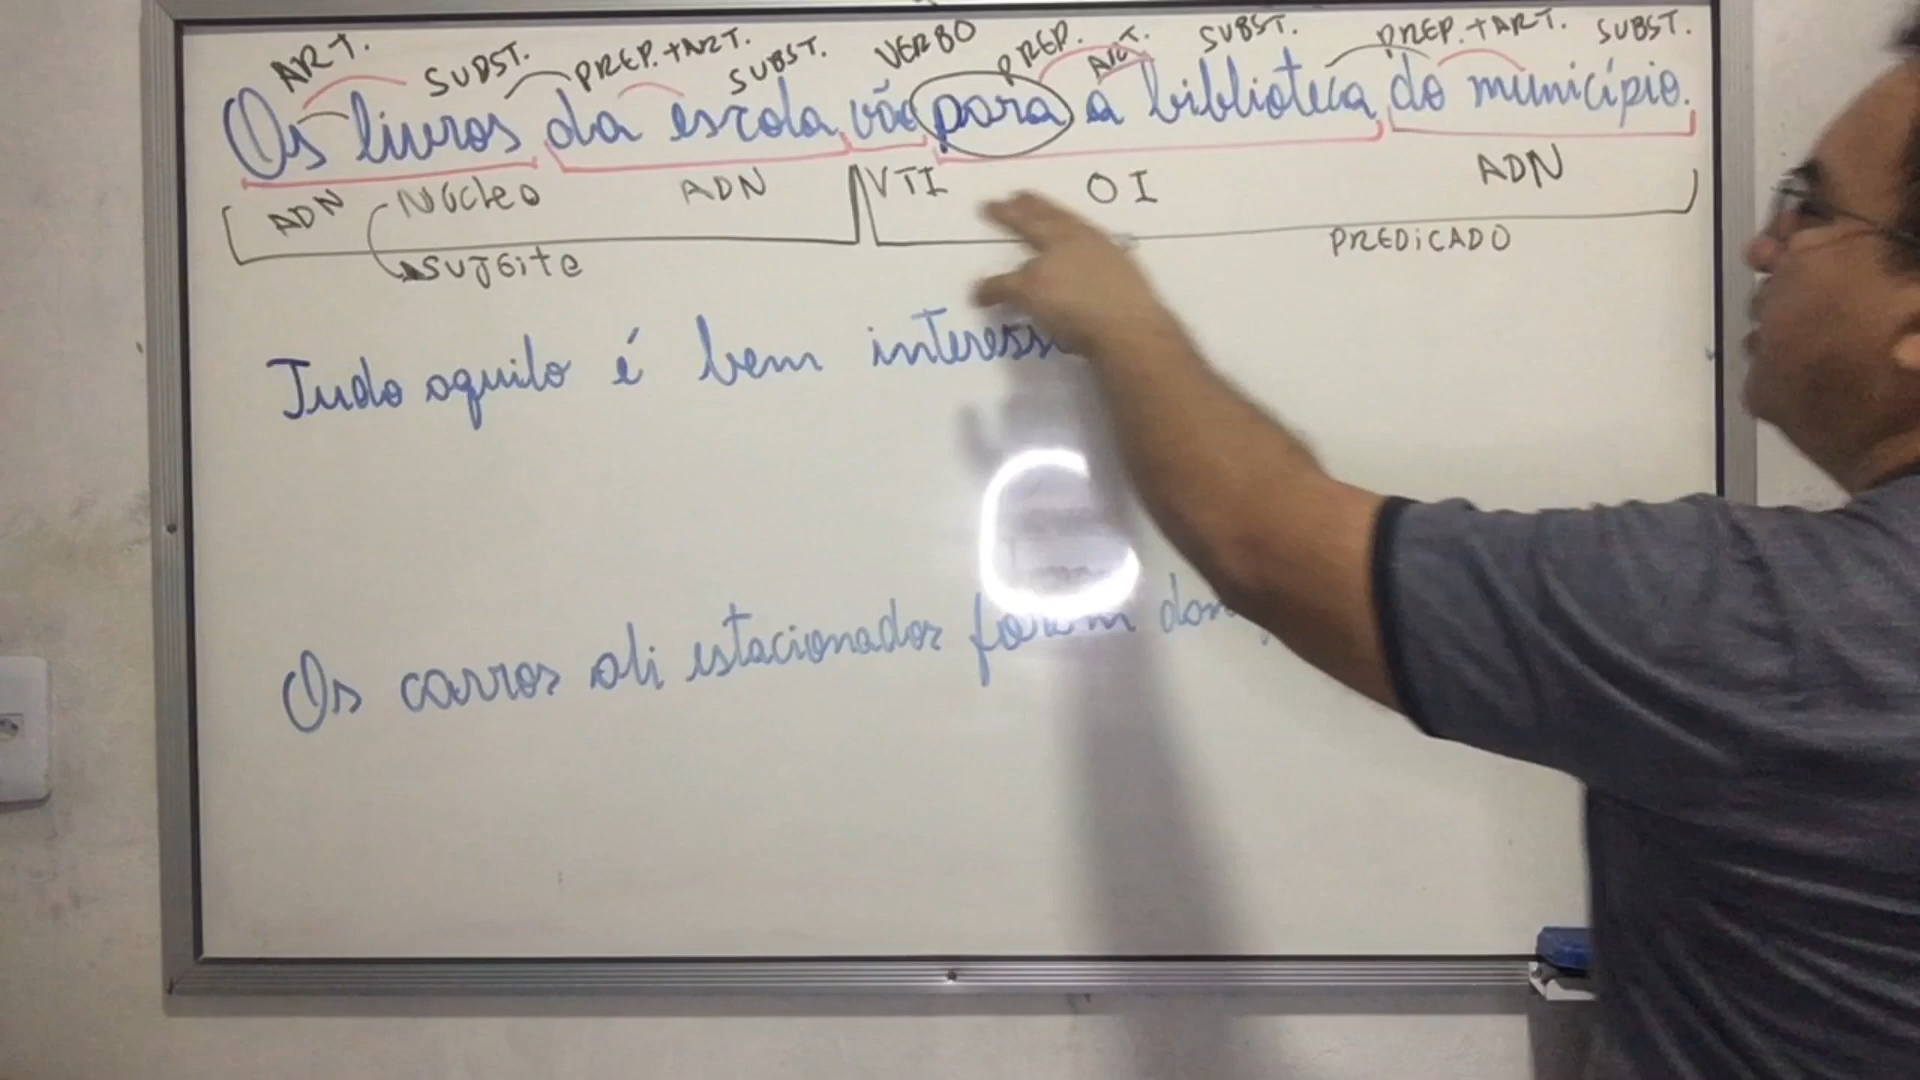 ART. SUBST. PREP.+ART. SUBST. VERBO PREP. ART. SUBST. PREP.+ART. SUBST.
Os livros da escola vão para a biblioteca do município.
ADN Núcleo ADN VTI OI ADN
SUJEITO PREDICADO
Tudo aquilo é bem
Os carros ali estacionados foram